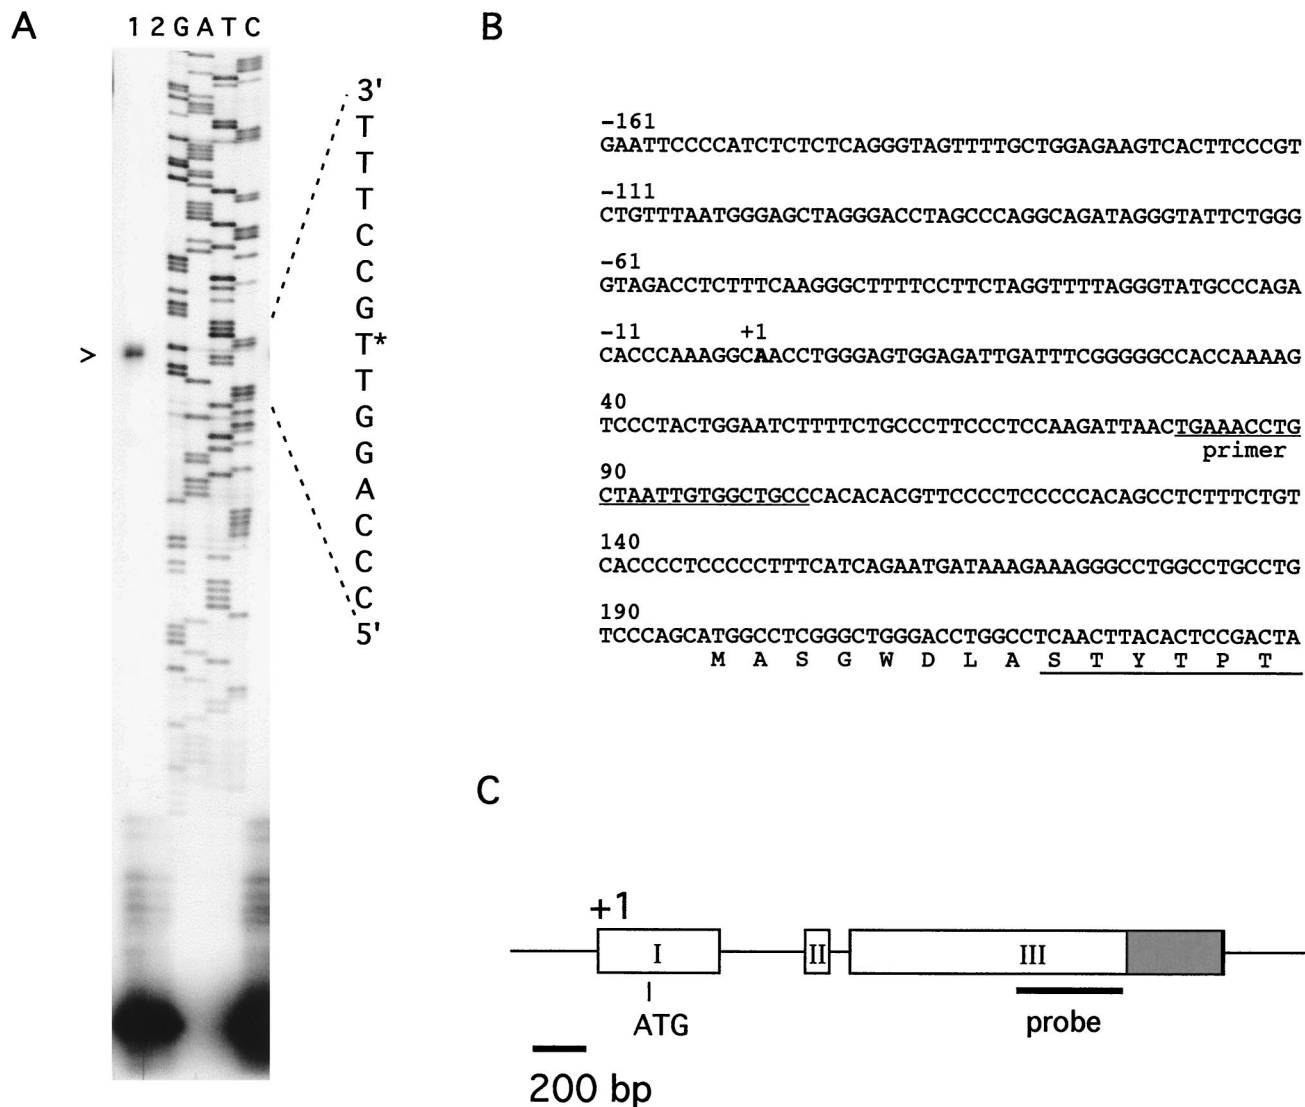 A
1 2 G A T C
3'
T
T
T
C
C
G
T*
T
G
G
A
C
C
C
5'
>
B
-161
GAATTCCCCATCTCTCTCAGGGTAGTTTTGCTGGAGAAGTCACTTCCCGT
-111
CTGTTTAATGGGAGCTAGGGACCTAGCCCAGGCAGATAGGGTATTCTGGG
-61
GTAGACCTCTTTCAAGGGCTTTTCCTTCTAGGTTTTAGGGTATGCCCAGA
-11 +1
CACCCAAAGGCAACCTGGGAGTGGAGATTGATTTCGGGGGCCACCAAAAG
40
TCCCTACTGGAATCTTTTCTGCCCTTCCCTCCAAGATTAACTGAAACCTG
primer
90
CTAATTGTGGCTGCCCACACACGTTCCCCTCCCCCACAGCCTCTTTCTGT
140
CACCCCTCCCCCTTTCATCAGAATGATAAAGAAAGGGCCTGGCCTGCCTG
190
TCCCAGCATGGCCTCGGGCTGGGACCTGGCCTCAACTTACACTCCGACTA
M A S G W D L A S T Y T P T
C
+1
I II III
ATG
probe
200 bp